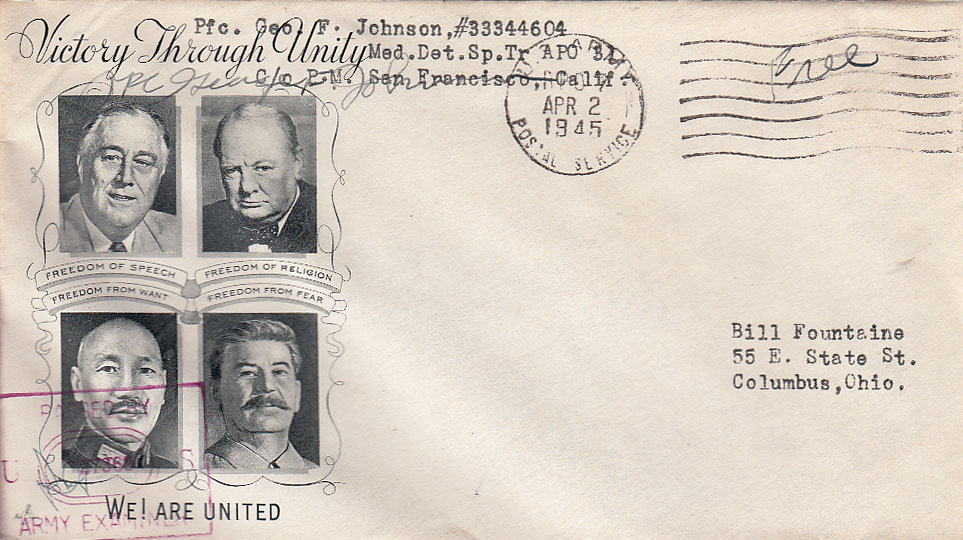 Pfc. Geo. F. Johnson,#33344604
Victory Through Unity
Med.Det.Sp.Tr APO
C/o P.M. San Francisco, Calif.
Free
ARMY
APR 2
1945
POSTAL SERVICE
FREEDOM OF SPEECH
FREEDOM OF RELIGION
FREEDOM FROM WANT
FREEDOM FROM FEAR
Bill Fountaine
55 E. State St.
Columbus,Ohio.
PASSED BY
U S
WE! ARE UNITED
ARMY EXAMINER